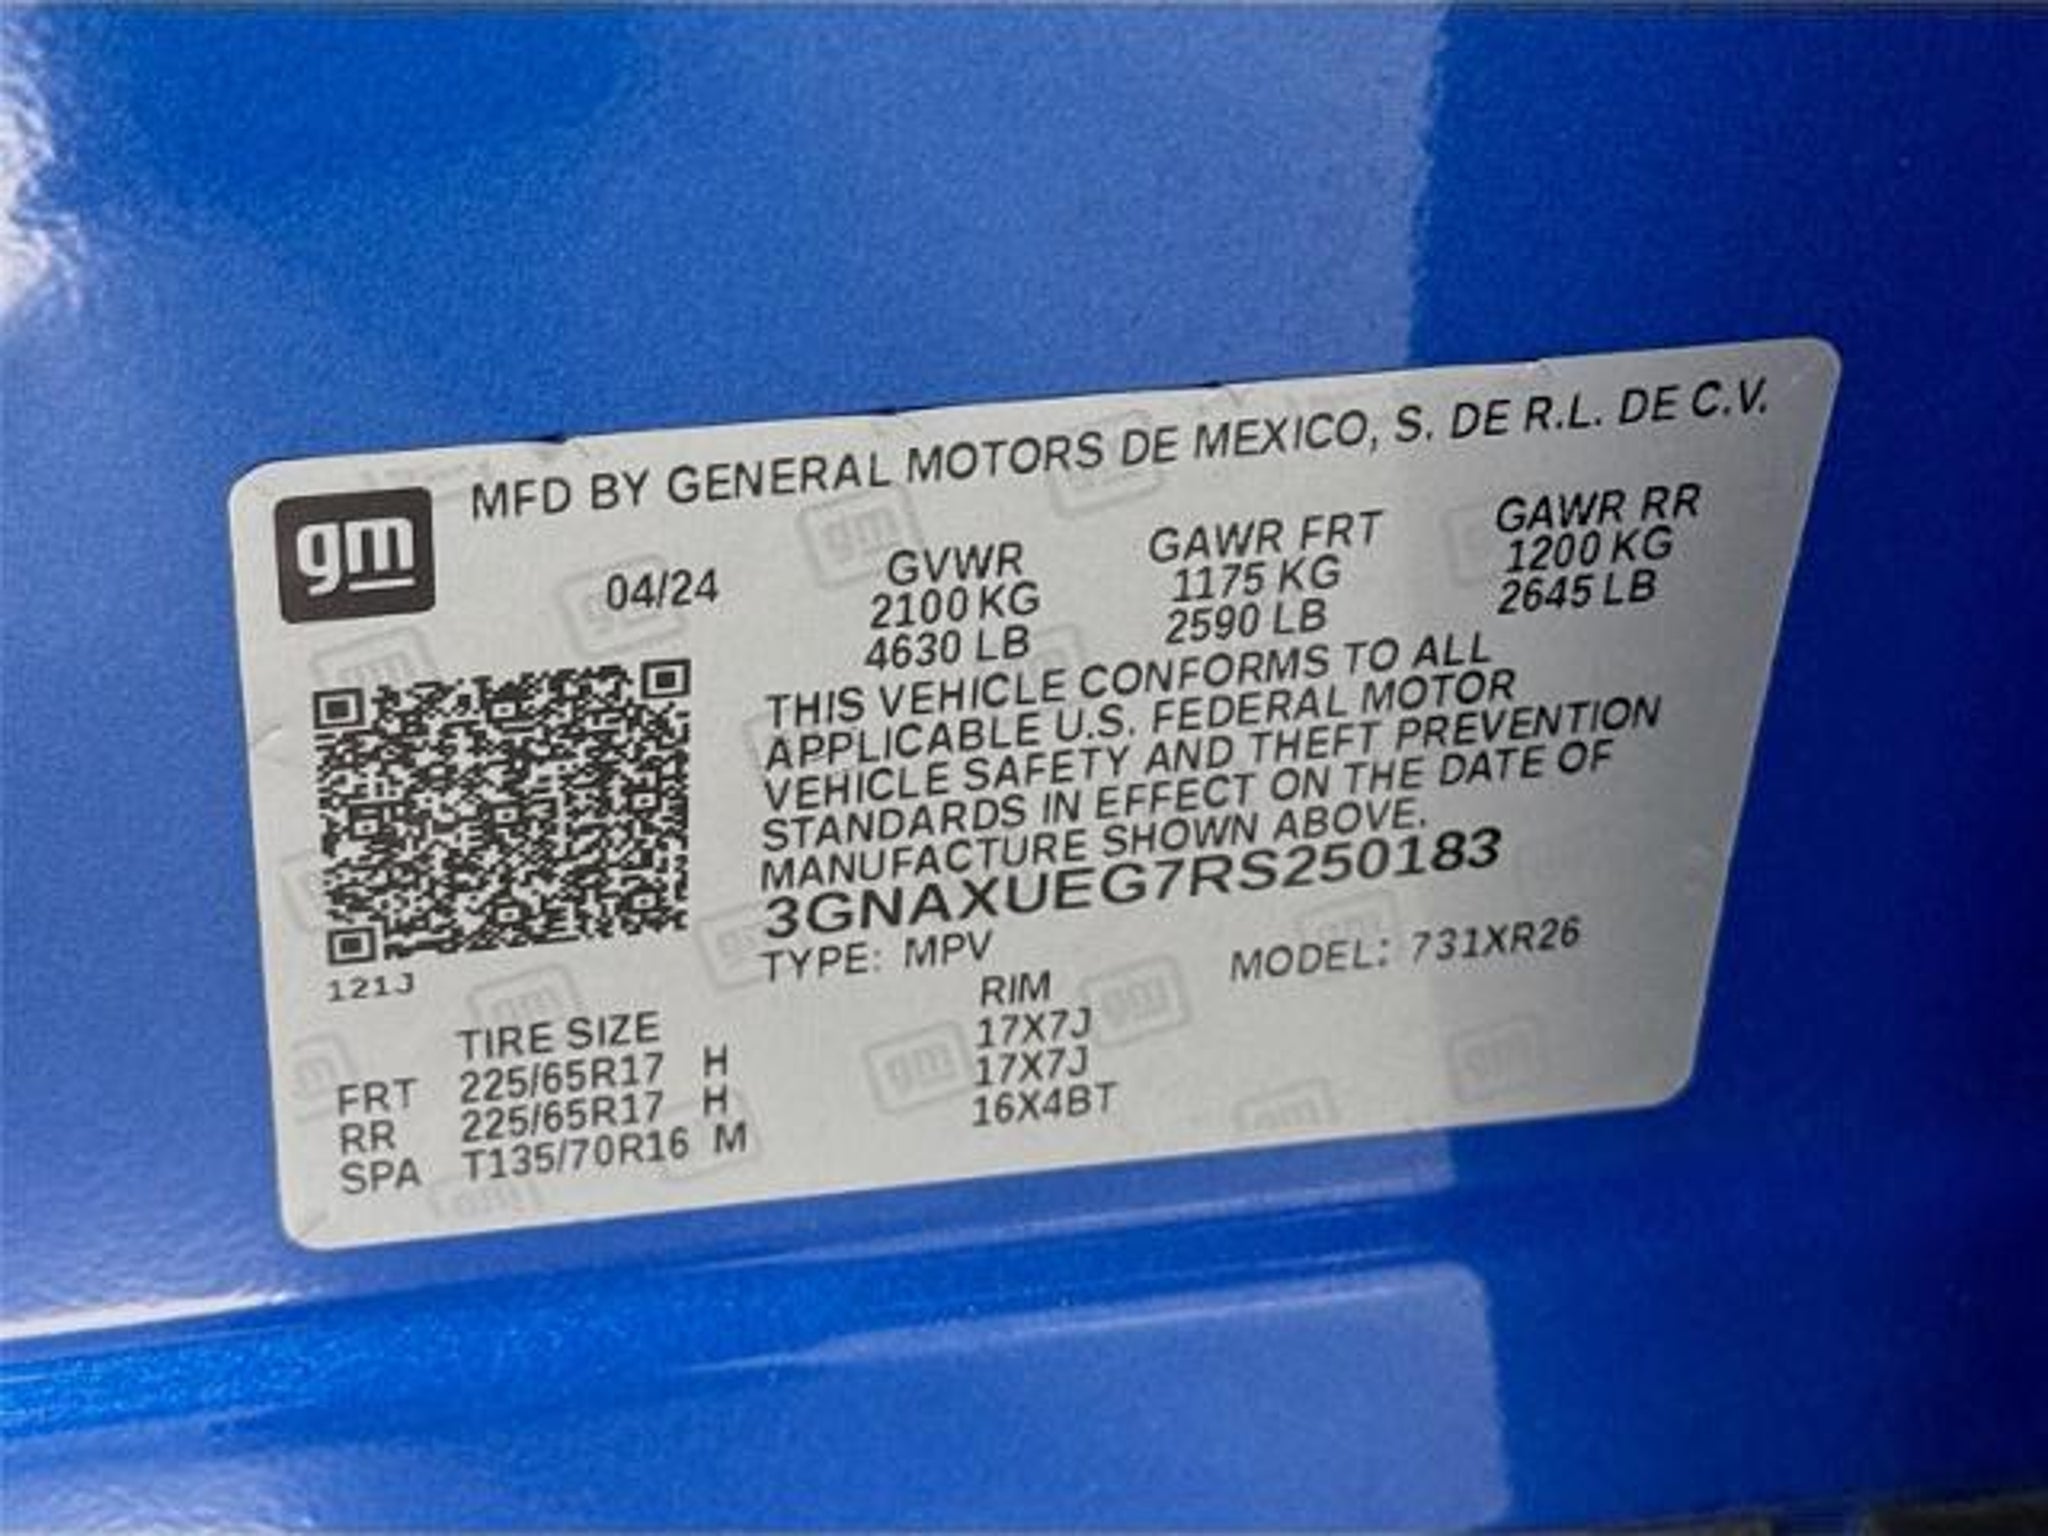 MFD BY GENERAL MOTORS DE MEXICO, S. DE R.L. DE C.V.
gm
04/24 GVWR GAWR FRT GAWR RR
2100 KG 1175 KG 1200 KG
4630 LB 2590 LB 2645 LB
THIS VEHICLE CONFORMS TO ALL
APPLICABLE U.S. FEDERAL MOTOR
VEHICLE SAFETY AND THEFT PREVENTION
STANDARDS IN EFFECT ON THE DATE OF
MANUFACTURE SHOWN ABOVE.
3GNAXUEG7RS250183
TYPE: MPV MODEL: 731XR26
121J
TIRE SIZE RIM
FRT 225/65R17 H 17X7J
RR 225/65R17 H 17X7J
SPA T135/70R16 M 16X4BT